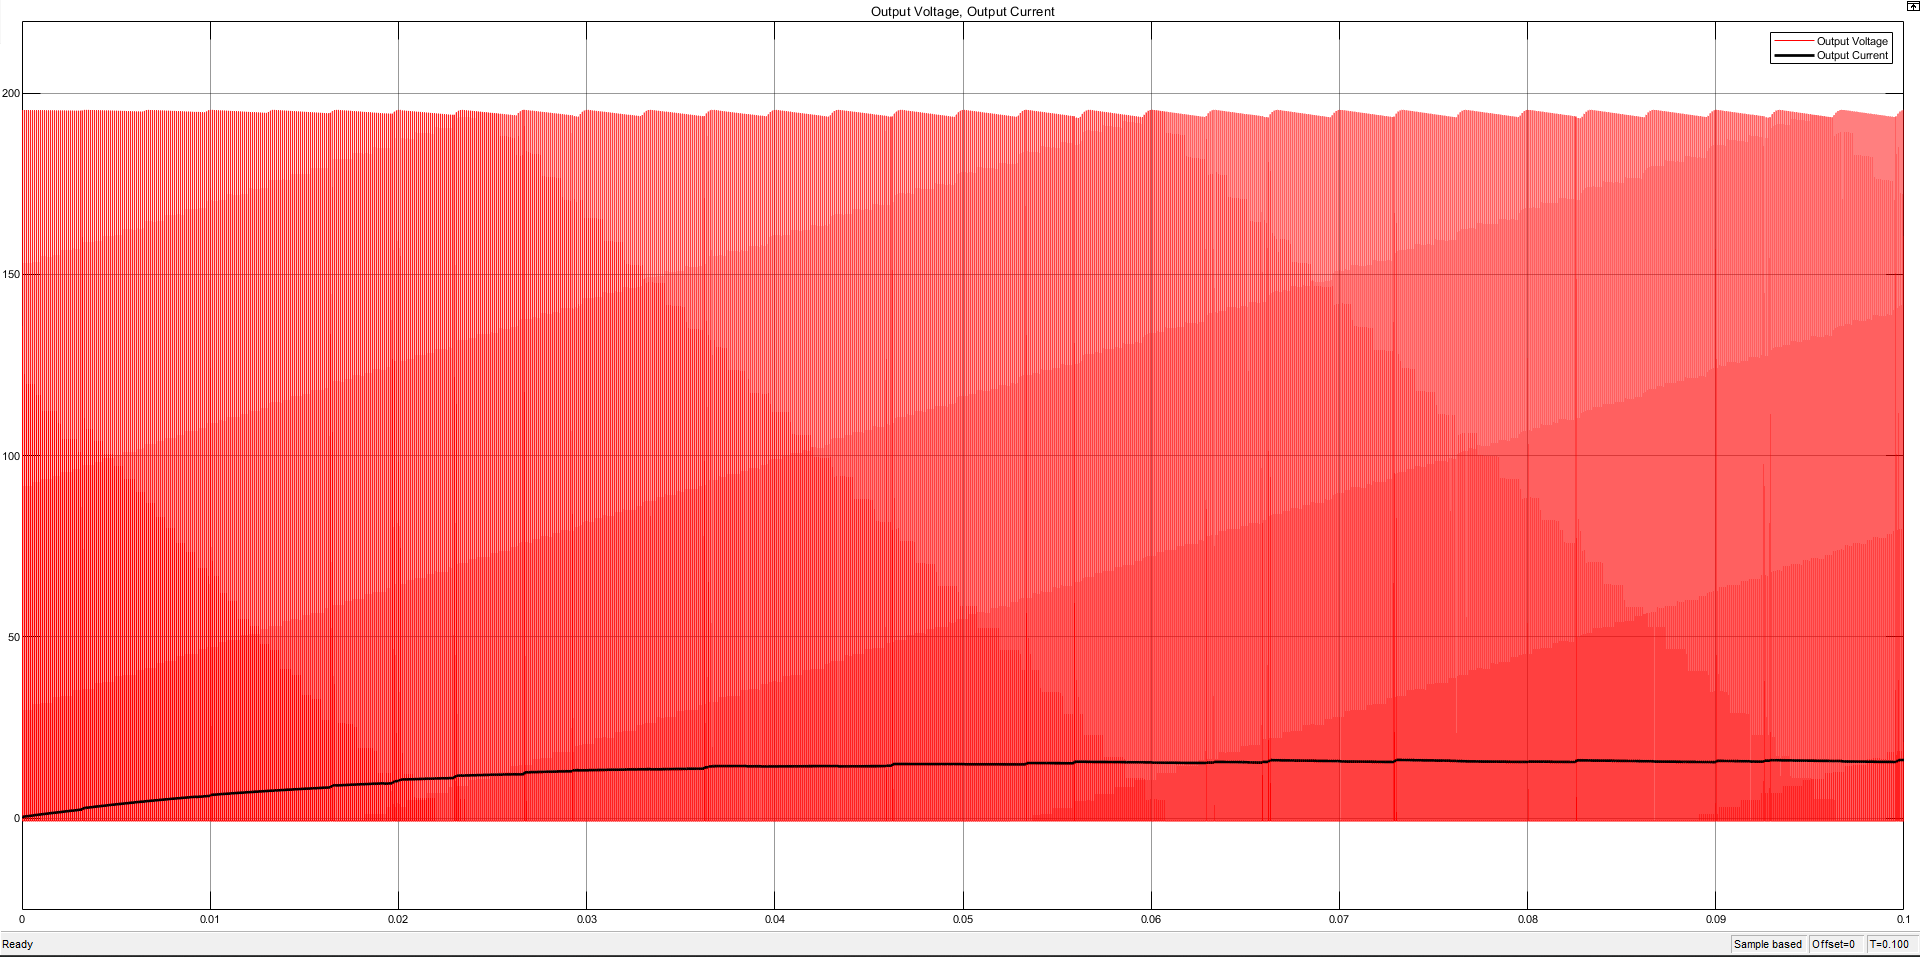 Output Voltage, Output Current
Output Voltage
Output Current
200
150
100
50
0
0 0.01 0.02 0.03 0.04 0.05 0.06 0.07 0.08 0.09 0.1
Ready Sample based Offset=0 T=0.100